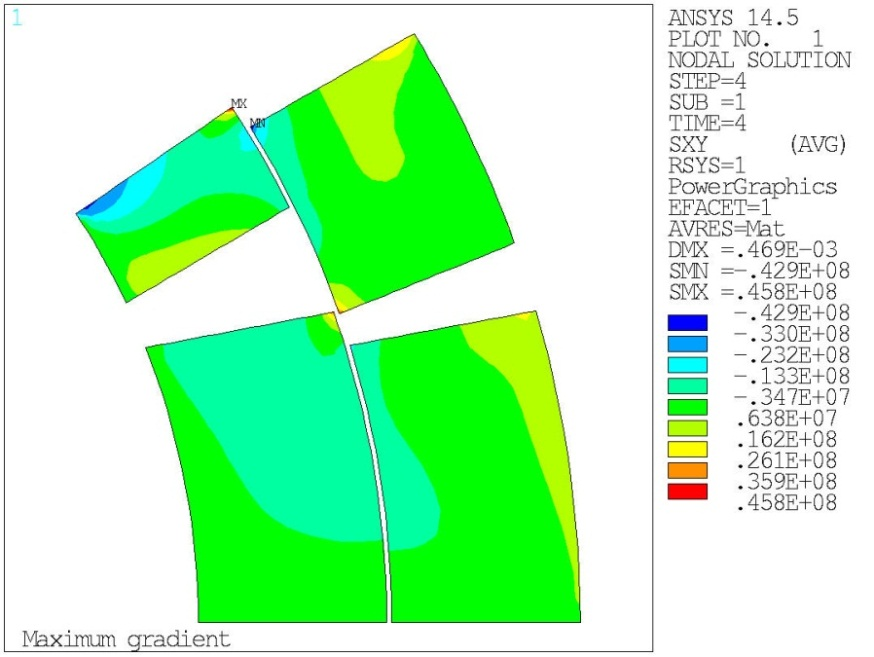 1
MX
MN
Maximum gradient
ANSYS 14.5
PLOT NO. 1
NODAL SOLUTION
STEP=4
SUB =1
TIME=4
SXY (AVG)
RSYS=1
PowerGraphics
EFACET=1
AVRES=Mat
DMX =.469E-03
SMN =-.429E+08
SMX =.458E+08
-.429E+08
-.330E+08
-.232E+08
-.133E+08
-.347E+07
.638E+07
.162E+08
.261E+08
.359E+08
.458E+08